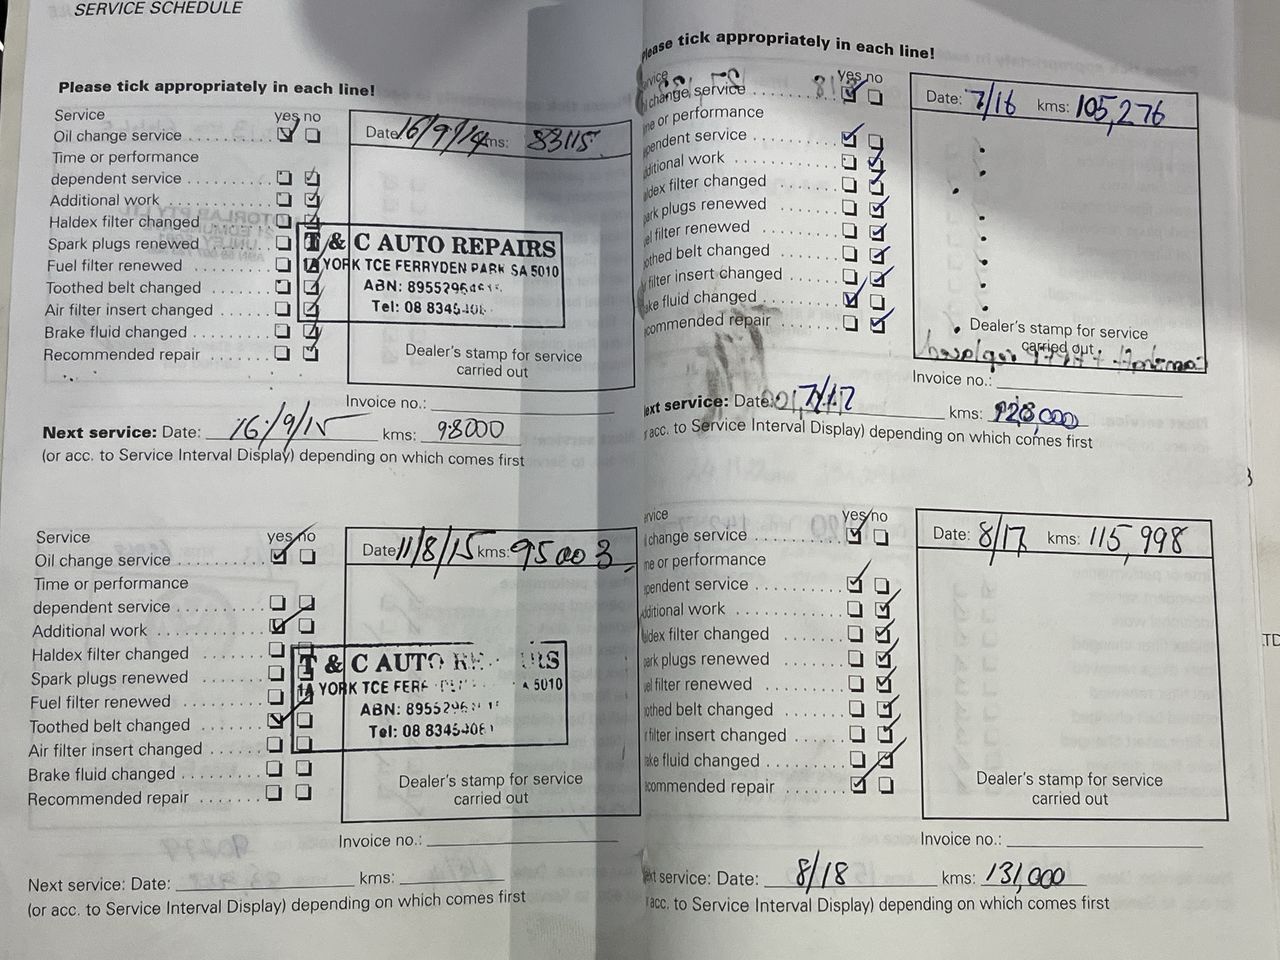 SERVICE SCHEDULE
Please tick appropriately in each line!
Service yes no
Oil change service
Time or performance
dependent service
Additional work
Haldex filter changed
Spark plugs renewed
Fuel filter renewed
Toothed belt changed
Air filter insert changed
Brake fluid changed
Recommended repair
Date: 16/9/14 kms: 83115
T & C AUTO REPAIRS
1A YORK TCE FERRYDEN PARK SA 5010
ABN:
Tel: 08
Dealer's stamp for service
carried out
Invoice no.:
Next service: Date: 16/9/15 kms: 98000
(or acc. to Service Interval Display) depending on which comes first
Service yes no
Oil change service
Time or performance
dependent service
Additional work
Haldex filter changed
Spark plugs renewed
Fuel filter renewed
Toothed belt changed
Air filter insert changed
Brake fluid changed
Recommended repair
Date: 11/8/15 kms: 95003
T & C AUTO
1A YORK TCE 5010
ABN:
Tel: 08
Dealer's stamp for service
carried out
Invoice no.:
Next service: Date: kms:
(or acc. to Service Interval Display) depending on which comes first
lease tick appropriately in each line!
ervice yes no
l change service
me or performance
pendent service
dditional work
ldex filter changed
ark plugs renewed
el filter renewed
othed belt changed
filter insert changed
ake fluid changed
commended repair
Date: 7/16 kms: 105,276
Dealer's stamp for service
carried out
Invoice no.:
ext service: Date: 7/17 kms:
acc. to Service Interval Display) depending on which comes first
ervice yes no
l change service
me or performance
pendent service
dditional work
ldex filter changed
ark plugs renewed
el filter renewed
othed belt changed
filter insert changed
ake fluid changed
commended repair
Date: 8/17 kms: 115,998
Dealer's stamp for service
carried out
Invoice no.:
xt service: Date: 8/18 kms: 131,000
acc. to Service Interval Display) depending on which comes first